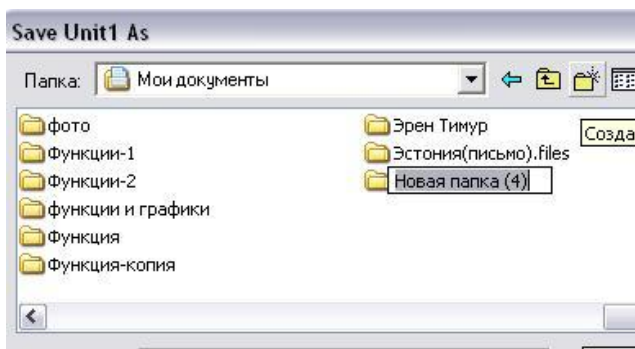 Save Unit1 As
Папка: Мои документы
фото
Функции-1
Функции-2
функции и графики
Функция
Функция-копия
Эрен Тимур
Эстония(письмо).files
Новая папка (4)
Созда